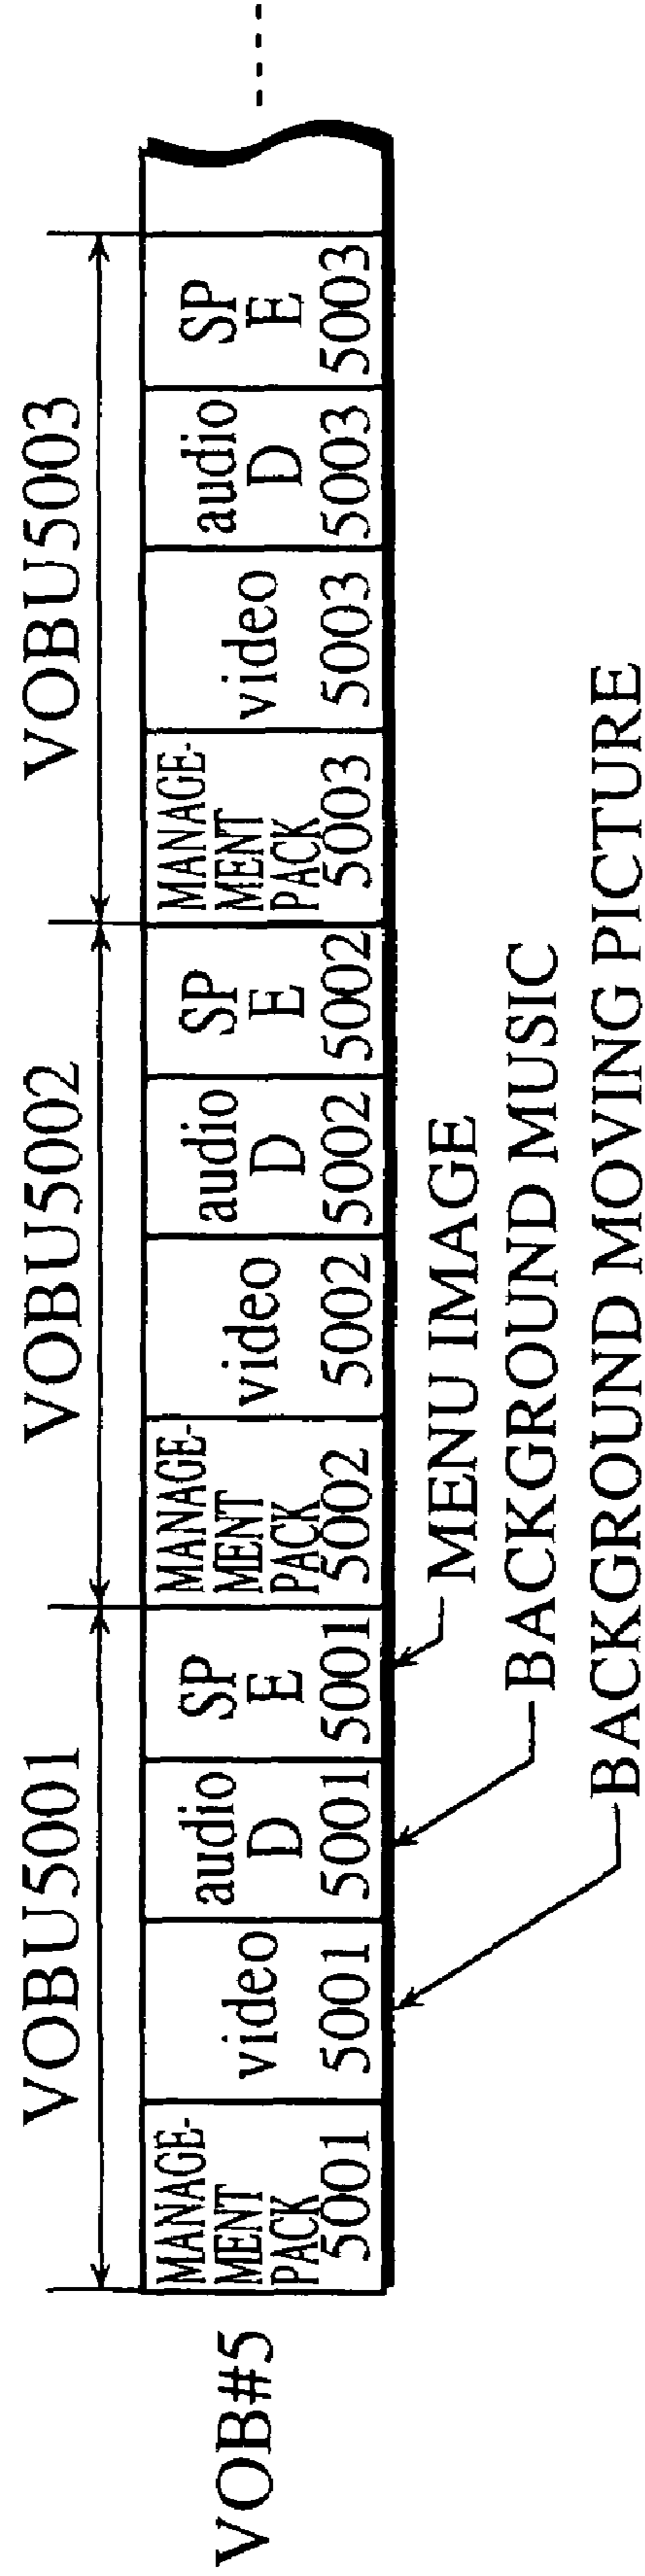 VOBU5001
VOBU5002
VOBU5003
VOB#5
MANAGE-
MENT
PACK
5001
video
5001
audio
D
5001
SP
E
5001
MANAGE-
MENT
PACK
5002
video
5002
audio
D
5002
SP
E
5002
MANAGE-
MENT
PACK
5003
video
5003
audio
D
5003
SP
E
5003
MENU IMAGE
BACKGROUND MUSIC
BACKGROUND MOVING PICTURE